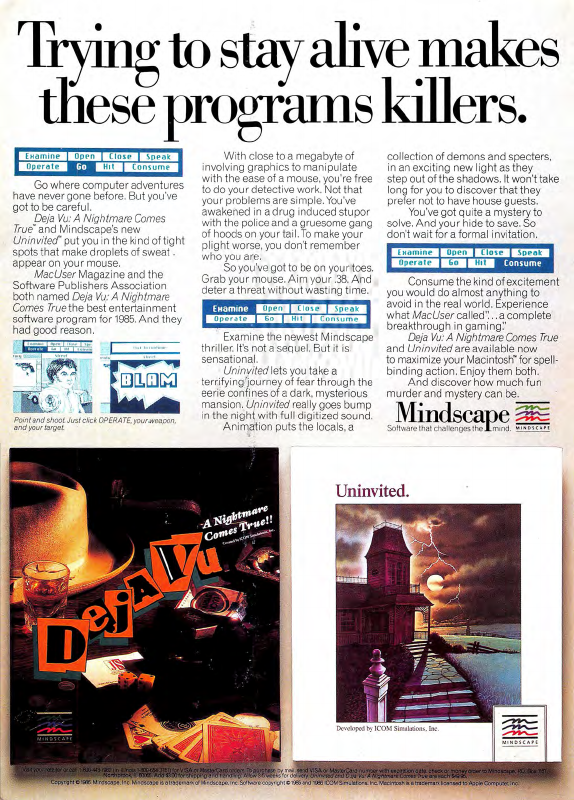 Trying to stay alive makes
these programs killers.
Examine Open Close Speak
Operate Go Hit Consume
Go where computer adventures
have never gone before. But you've
got to be careful.
Deja Vu: A Nightmare Comes
True™ and Mindscape's new
Uninvited™ put you in the kind of tight
spots that make droplets of sweat
appear on your mouse.
MacUser Magazine and the
Software Publishers Association
both named Deja Vu: A Nightmare
Comes True the best entertainment
software program for 1985. And they
had good reason.
BLAM
Point and shoot. Just click OPERATE, your weapon,
and your target.
With close to a megabyte of
involving graphics to manipulate
with the ease of a mouse, you're free
to do your detective work. Not that
your problems are simple. You've
awakened in a drug induced stupor
with the police and a gruesome gang
of hoods on your tail. To make your
plight worse, you don't remember
who you are.
So you've got to be on your toes.
Grab your mouse. Aim your .38. And
deter a threat without wasting time.
Examine Open Close Speak
Operate Go Hit Consume
Examine the newest Mindscape
thriller. It's not a sequel. But it is
sensational.
Uninvited lets you take a
terrifying journey of fear through the
eerie confines of a dark, mysterious
mansion. Uninvited really goes bump
in the night with full digitized sound.
Animation puts the locals, a
collection of demons and specters,
in an exciting new light as they
step out of the shadows. It won't take
long for you to discover that they
prefer not to have house guests.
You've got quite a mystery to
solve. And your hide to save. So
don't wait for a formal invitation.
Examine Open Close Speak
Operate Go Hit Consume
Consume the kind of excitement
you would do almost anything to
avoid in the real world. Experience
what MacUser called "...a complete
breakthrough in gaming."
Deja Vu: A Nightmare Comes True
and Uninvited are available now
to maximize your Macintosh™ for spell-
binding action. Enjoy them both.
And discover how much fun
murder and mystery can be.
Mindscape
Software that challenges the mind.
MINDSCAPE
A Nightmare
Comes True!!
Deja Vu
MINDSCAPE
Uninvited.
Developed by ICOM Simulations, Inc.
MINDSCAPE
Copyright © 1986 Mindscape, Inc. Mindscape is a trademark of Mindscape, Inc. Software copyright © 1985 and 1986 ICOM Simulations, Inc. Macintosh is a trademark licensed to Apple Computer, Inc.